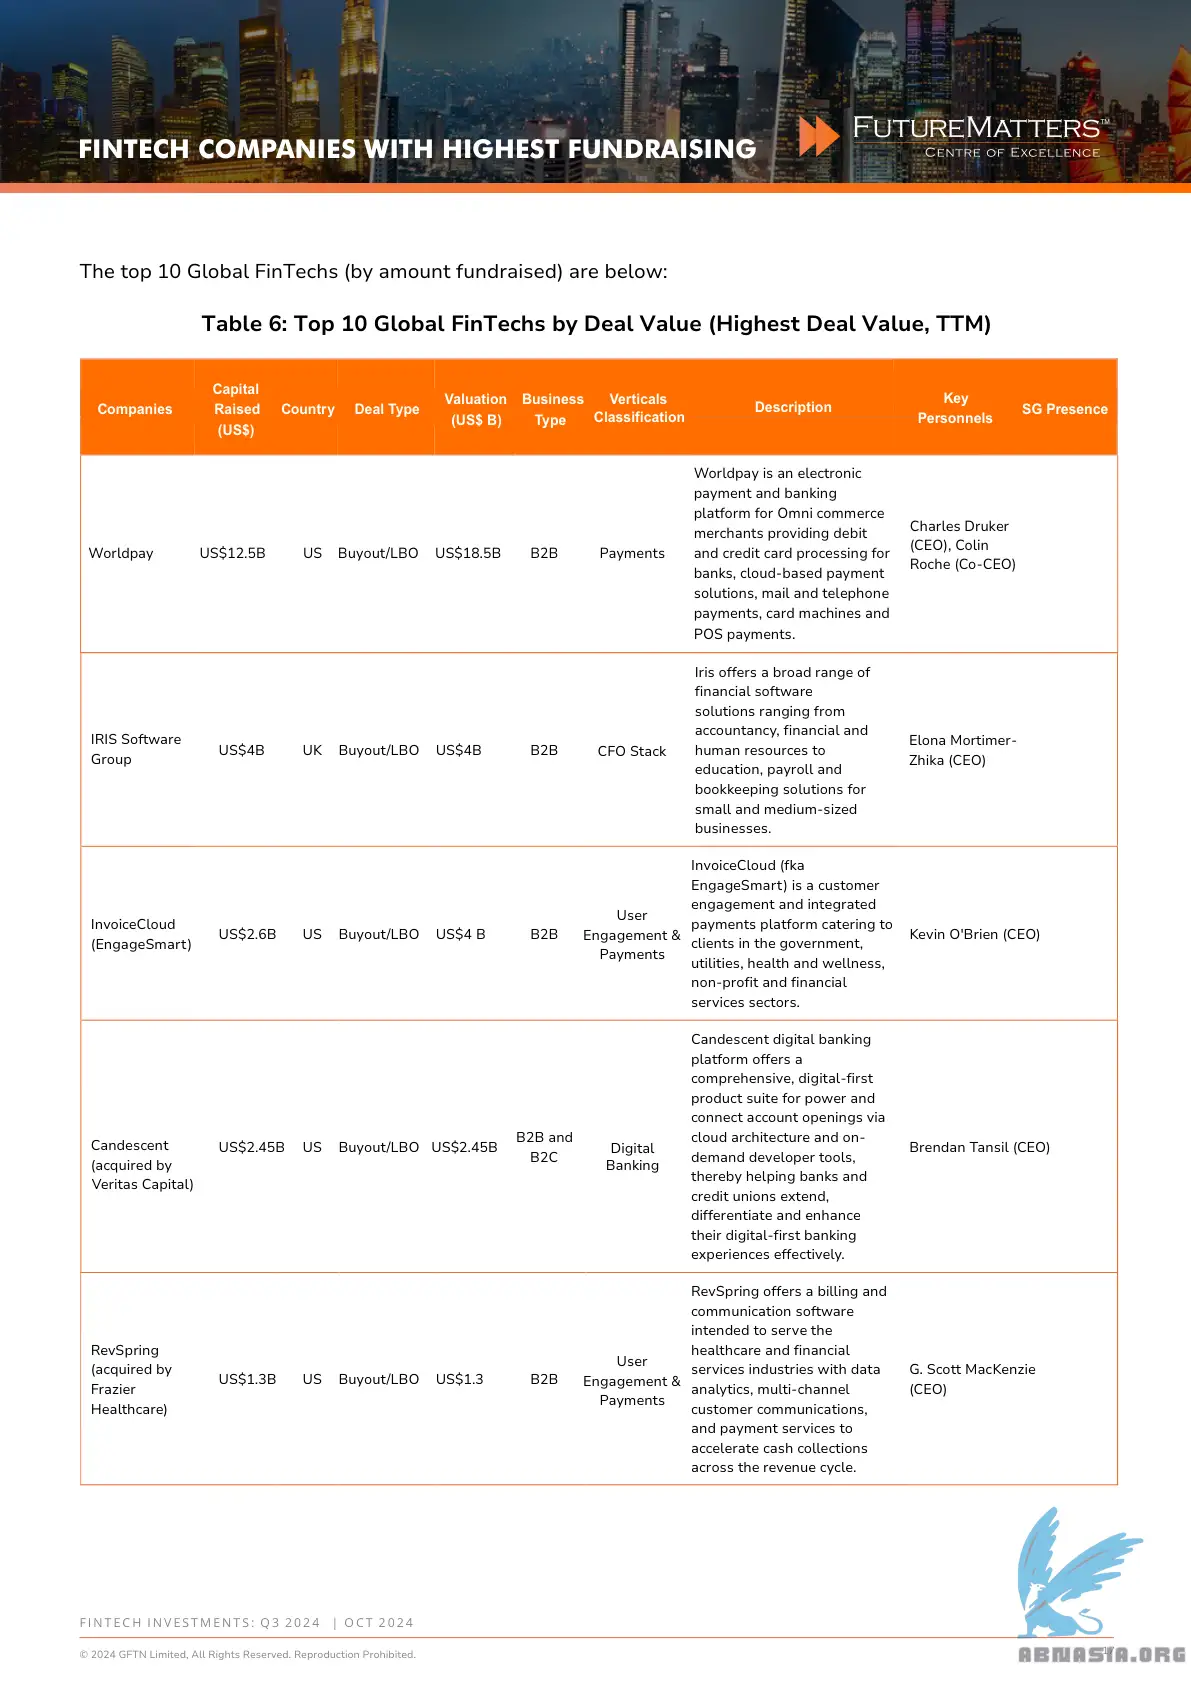 FINTECH COMPANIES WITH HIGHEST FUNDRAISING
FUTUREMATTERS™
CENTRE OF EXCELLENCE
The top 10 Global FinTechs (by amount fundraised) are below:
Table 6: Top 10 Global FinTechs by Deal Value (Highest Deal Value, TTM)
Companies
Capital
Raised
(US$)
Country
Deal Type
Valuation
(US$ B)
Business
Type
Verticals
Classification
Description
Key
Personnels
SG Presence
Worldpay
US$12.5B
US
Buyout/LBO
US$18.5B
B2B
Payments
Worldpay is an electronic
payment and banking
platform for Omni commerce
merchants providing debit
and credit card processing for
banks, cloud-based payment
solutions, mail and telephone
payments, card machines and
POS payments.
Charles Druker
(CEO), Colin
Roche (Co-CEO)
IRIS Software
Group
US$4B
UK
Buyout/LBO
US$4B
B2B
CFO Stack
Iris offers a broad range of
financial software
solutions ranging from
accountancy, financial and
human resources to
education, payroll and
bookkeeping solutions for
small and medium-sized
businesses.
Elona Mortimer-
Zhika (CEO)
InvoiceCloud
(EngageSmart)
US$2.6B
US
Buyout/LBO
US$4 B
B2B
User
Engagement &
Payments
InvoiceCloud (fka
EngageSmart) is a customer
engagement and integrated
payments platform catering to
clients in the government,
utilities, health and wellness,
non-profit and financial
services sectors.
Kevin O'Brien (CEO)
Candescent
(acquired by
Veritas Capital)
US$2.45B
US
Buyout/LBO
US$2.45B
B2B and
B2C
Digital
Banking
Candescent digital banking
platform offers a
comprehensive, digital-first
product suite for power and
connect account openings via
cloud architecture and on-
demand developer tools,
thereby helping banks and
credit unions extend,
differentiate and enhance
their digital-first banking
experiences effectively.
Brendan Tansil (CEO)
RevSpring
(acquired by
Frazier
Healthcare)
US$1.3B
US
Buyout/LBO
US$1.3
B2B
User
Engagement &
Payments
RevSpring offers a billing and
communication software
intended to serve the
healthcare and financial
services industries with data
analytics, multi-channel
customer communications,
and payment services to
accelerate cash collections
across the revenue cycle.
G. Scott MacKenzie
(CEO)
FINTECH INVESTMENTS: Q3 2024 | OCT 2024
© 2024 GFTN Limited, All Rights Reserved. Reproduction Prohibited.
ABNASIA.ORG